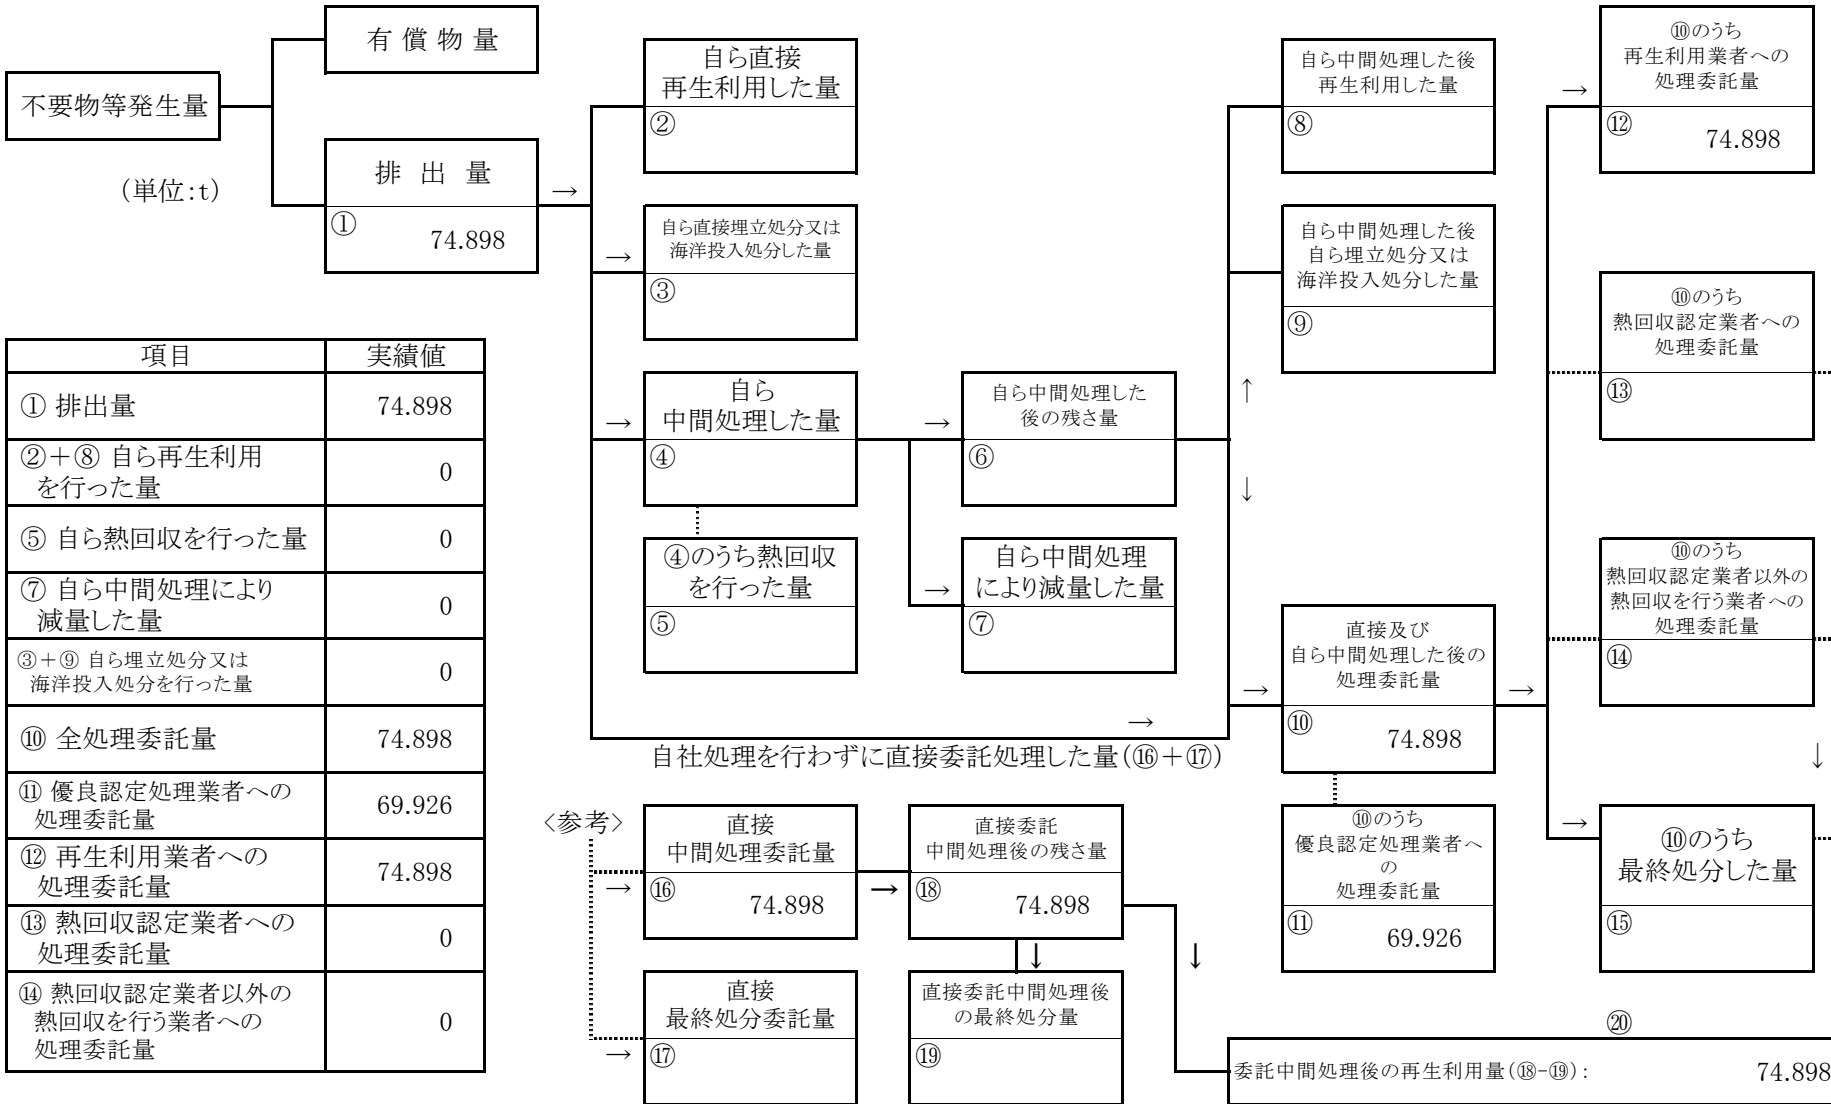 有 償 物 量
不要物等発生量
(単位:t)
排 出 量
①
74.898
→
自ら直接
再生利用した量
②
→
自ら直接埋立処分又は
海洋投入処分した量
③
→
自ら
中間処理した量
④
④のうち熱回収
を行った量
⑤
→
自ら中間処理した
後の残さ量
⑥
→
自ら中間処理
により減量した量
⑦
自ら中間処理した後
再生利用した量
⑧
自ら中間処理した後
自ら埋立処分又は
海洋投入処分した量
⑨
↑
↓
→
直接及び
自ら中間処理した後の
処理委託量
⑩
74.898
→
⑩のうち
優良認定処理業者へ
の
処理委託量
⑪
69.926
→
⑩のうち
再生利用業者への
処理委託量
⑫
74.898
⑩のうち
熱回収認定業者への
処理委託量
⑬
⑩のうち
熱回収認定業者以外の
熱回収を行う業者への
処理委託量
⑭
↓
→
⑩のうち
最終処分した量
⑮
→
自社処理を行わずに直接委託処理した量(⑯+⑰)
〈参考〉
→
直接
中間処理委託量
⑯
74.898
→
直接委託
中間処理後の残さ量
⑱
74.898
↓
↓
→
直接
最終処分委託量
⑰
直接委託中間処理後
の最終処分量
⑲
⑳
委託中間処理後の再生利用量(⑱-⑲): 74.898
項目 実績値
① 排出量 74.898
②+⑧ 自ら再生利用
を行った量 0
⑤ 自ら熱回収を行った量 0
⑦ 自ら中間処理により
減量した量 0
③+⑨ 自ら埋立処分又は
海洋投入処分を行った量 0
⑩ 全処理委託量 74.898
⑪ 優良認定処理業者への
処理委託量 69.926
⑫ 再生利用業者への
処理委託量 74.898
⑬ 熱回収認定業者への
処理委託量 0
⑭ 熱回収認定業者以外の
熱回収を行う業者への
処理委託量 0